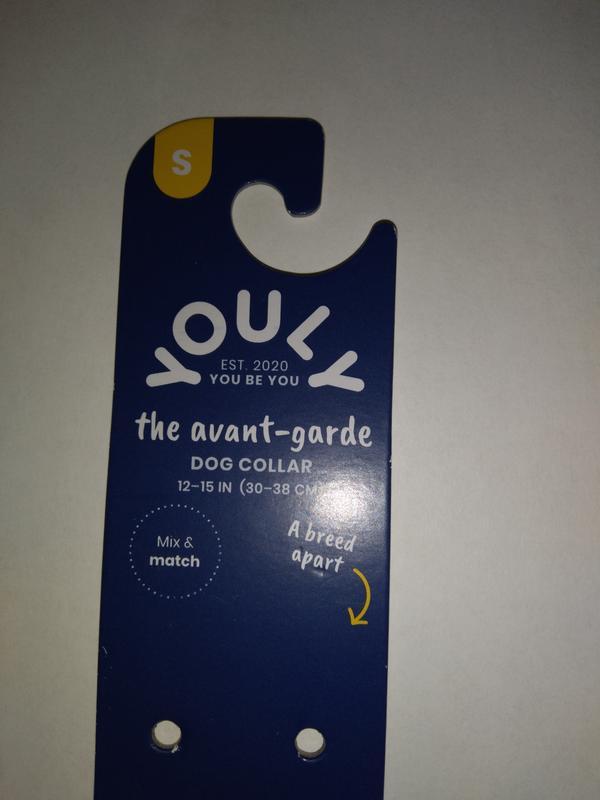 S
YOULY
EST. 2020
YOU BE YOU
the avant-garde
DOG COLLAR
12–15 IN (30–38 CM)
Mix &
match
A breed
apart